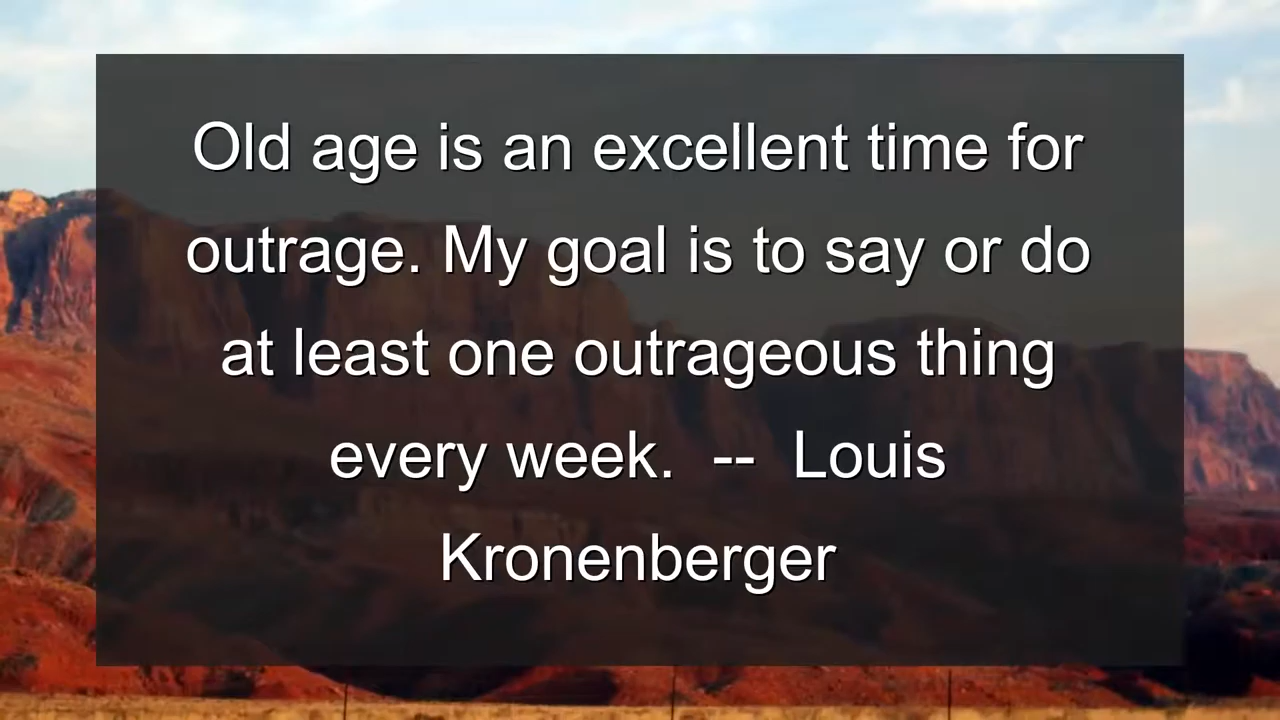 Old age is an excellent time for
outrage. My goal is to say or do
at least one outrageous thing
every week.  --  Louis
Kronenberger